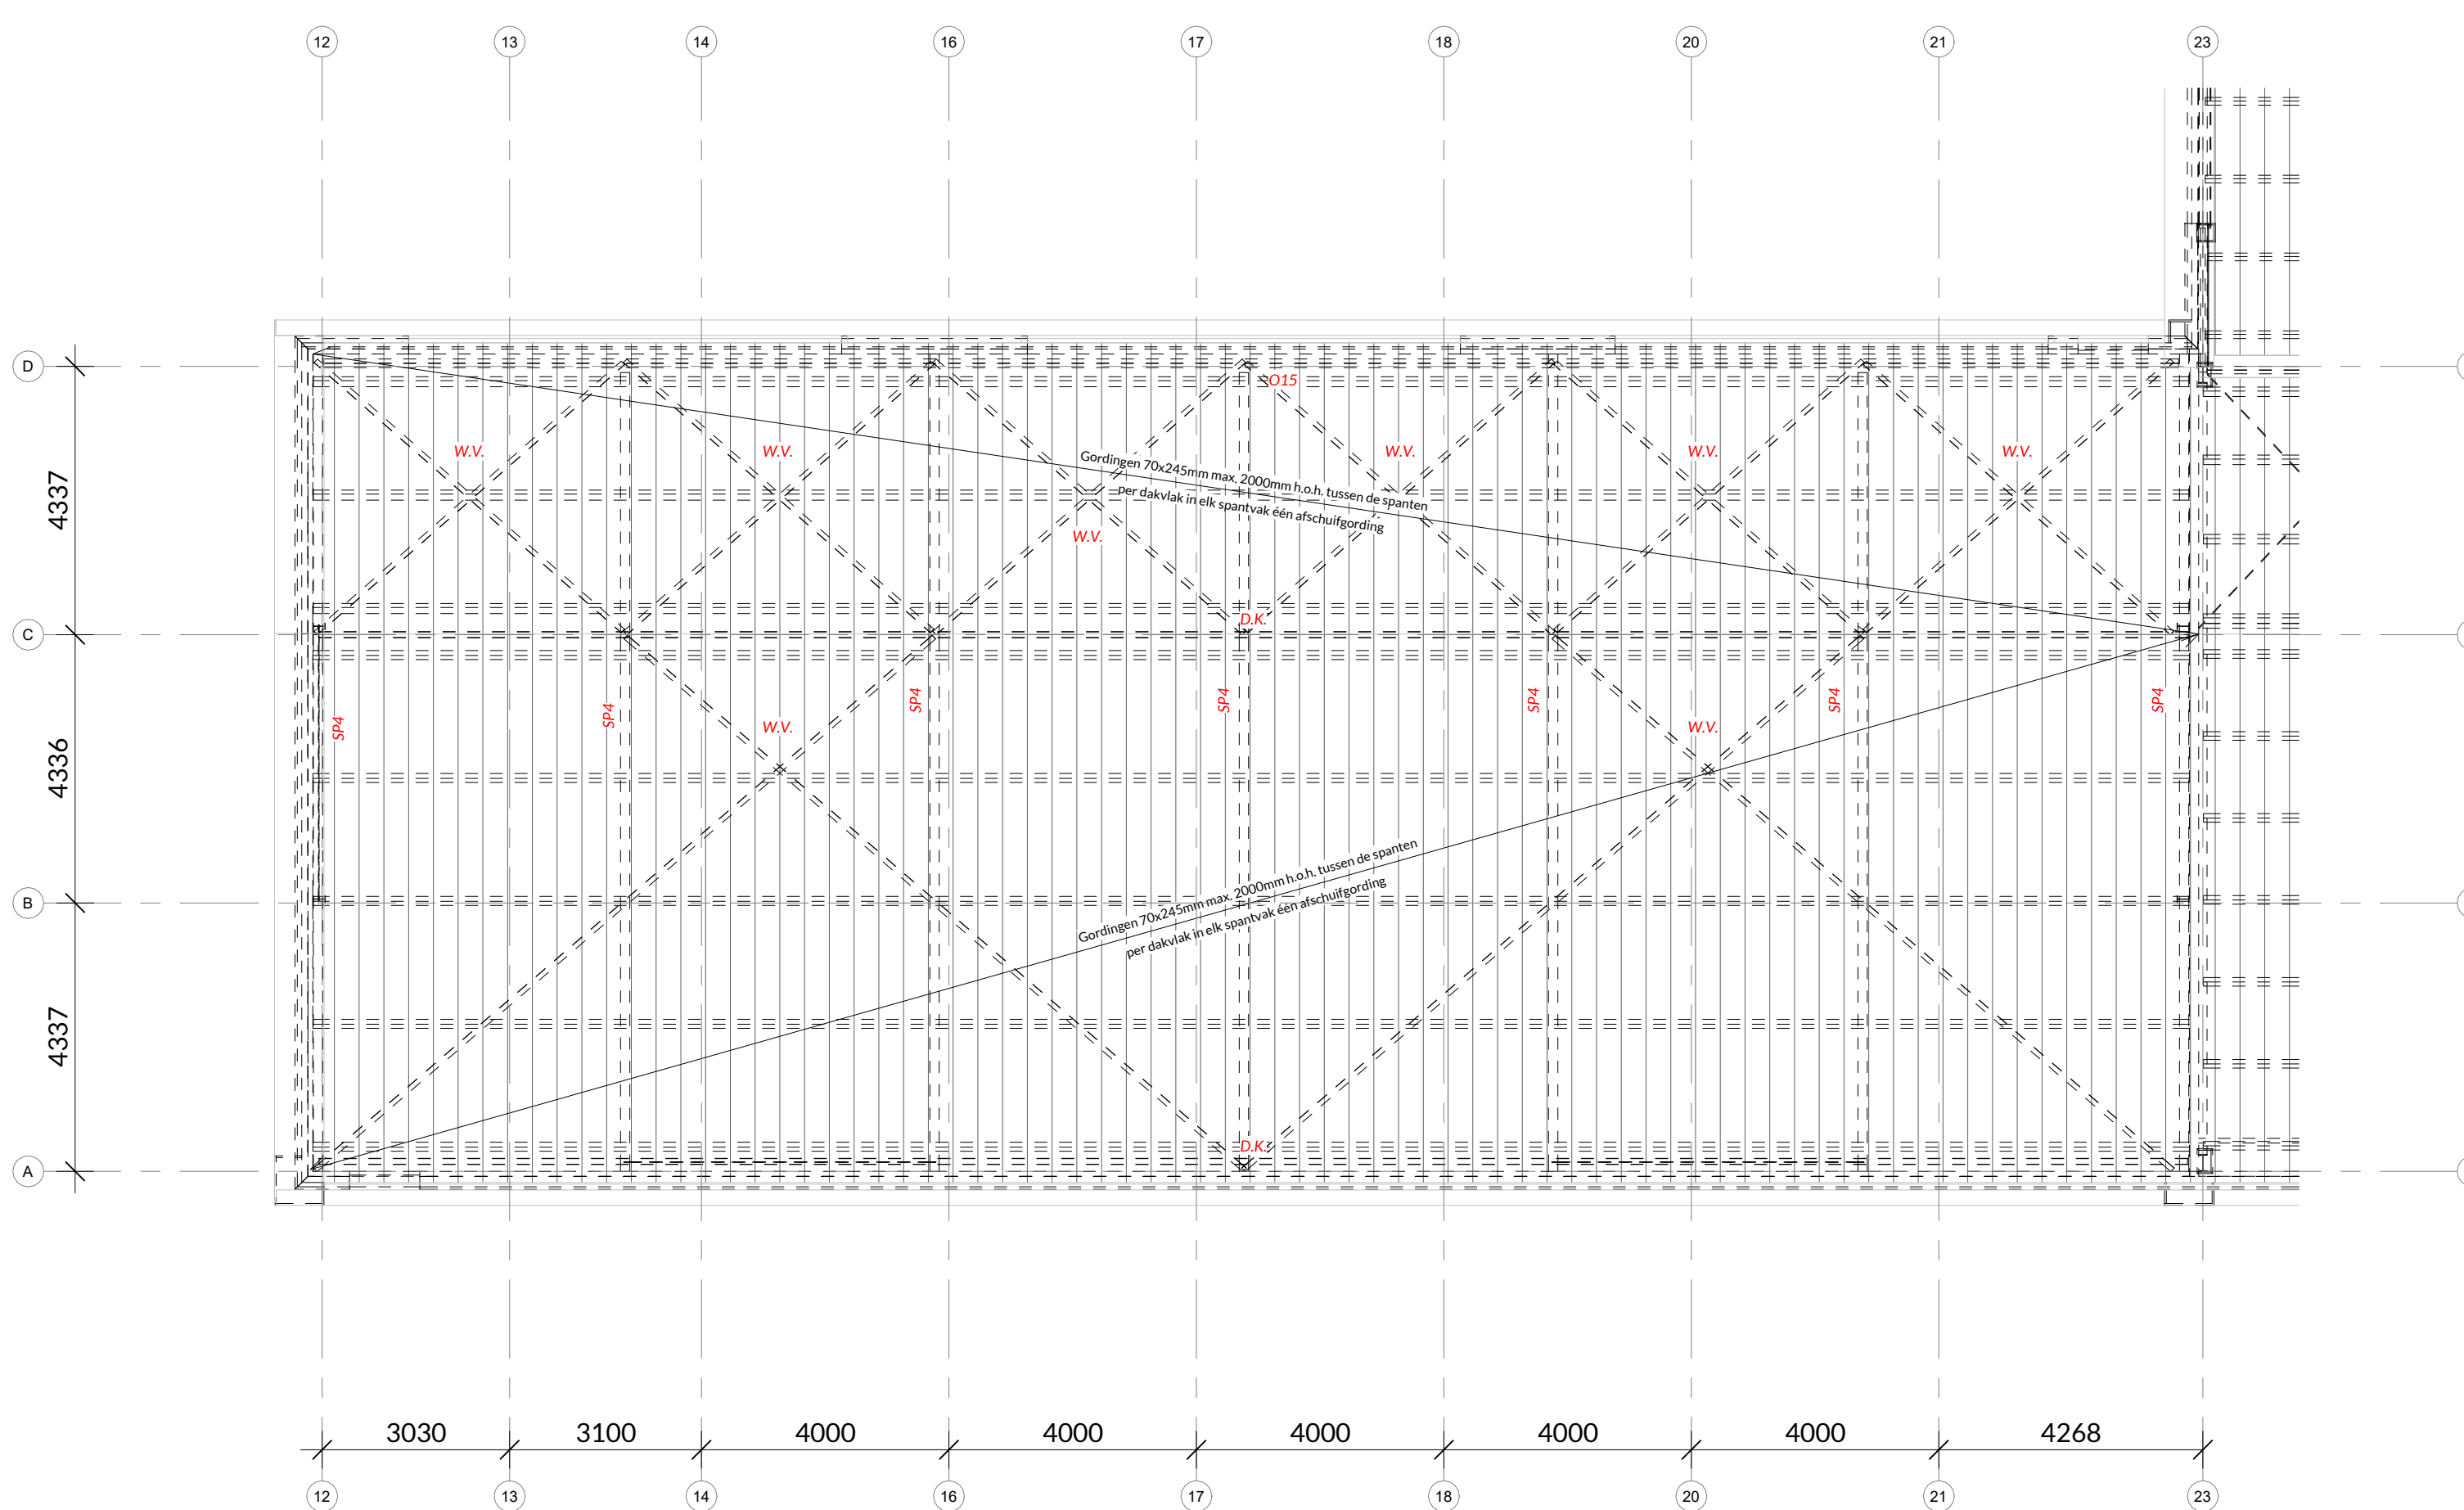 12 13 14 16 17 18 20 21 23
D
O15
W.V. W.V. W.V. W.V. W.V.
Gordingen 70x245mm max. 2000mm h.o.h. tussen de spanten
per dakvlak in elk spantvak één afschuifgording
4337
W.V.
D.K.
C
SP4 SP4 SP4 SP4 SP4 SP4 SP4
W.V. W.V.
4336
Gordingen 70x245mm max. 2000mm h.o.h. tussen de spanten
per dakvlak in elk spantvak één afschuifgording
B
4337
D.K.
A
3030 3100 4000 4000 4000 4000 4000 4268
12 13 14 16 17 18 20 21 23